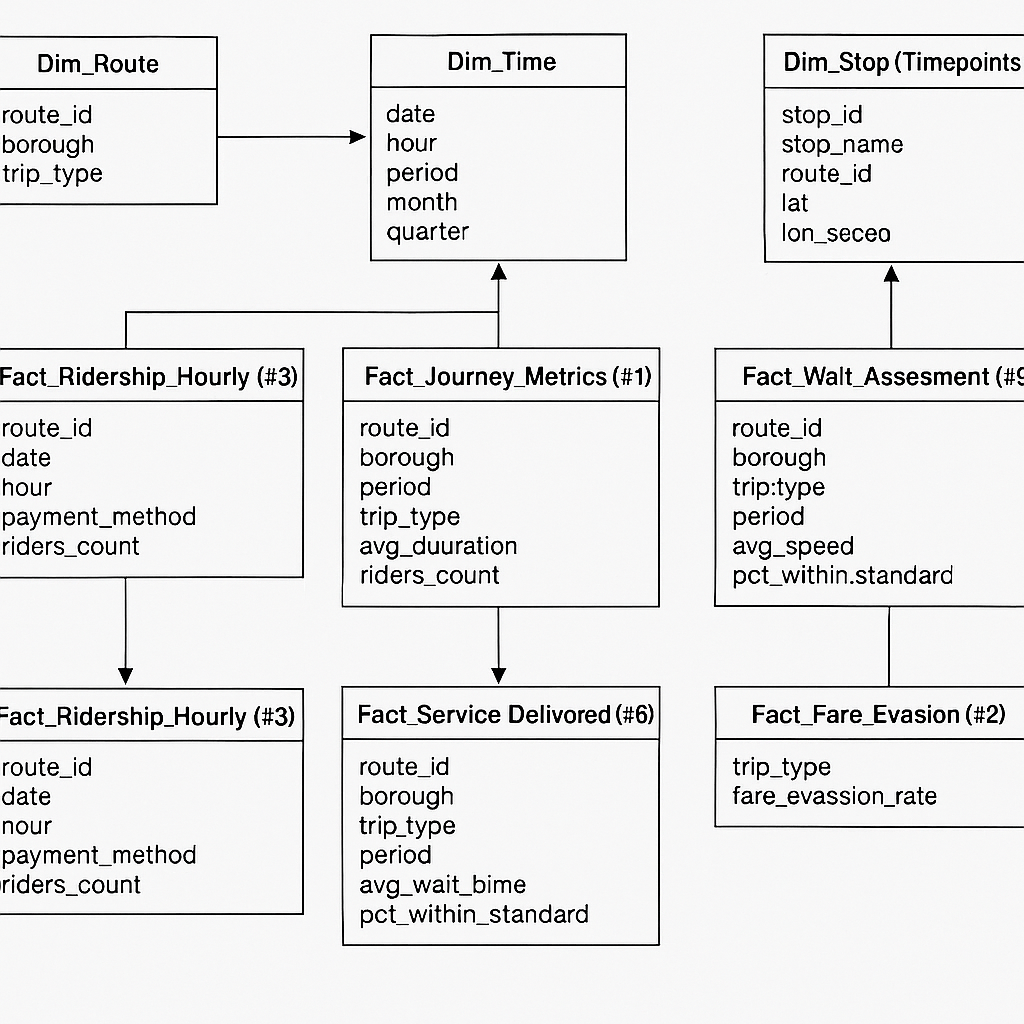 Dim_Route
route_id
borough
trip_type
Dim_Time
date
hour
period
month
quarter
Dim_Stop (Timepoints
stop_id
stop_name
route_id
lat
lon_seceo
Fact_Ridership_Hourly (#3)
route_id
date
hour
payment_method
riders_count
Fact_Journey_Metrics (#1)
route_id
borough
period
trip_type
avg_duuration
riders_count
Fact_Walt_Assesment (#9
route_id
borough
trip:type
period
avg_speed
pct_within.standard
Fact_Ridership_Hourly (#3)
route_id
date
nour
payment_method
riders_count
Fact_Service Delivored (#6)
route_id
borough
trip_type
period
avg_wait_bime
pct_within_standard
Fact_Fare_Evasion (#2)
trip_type
fare_evassion_rate